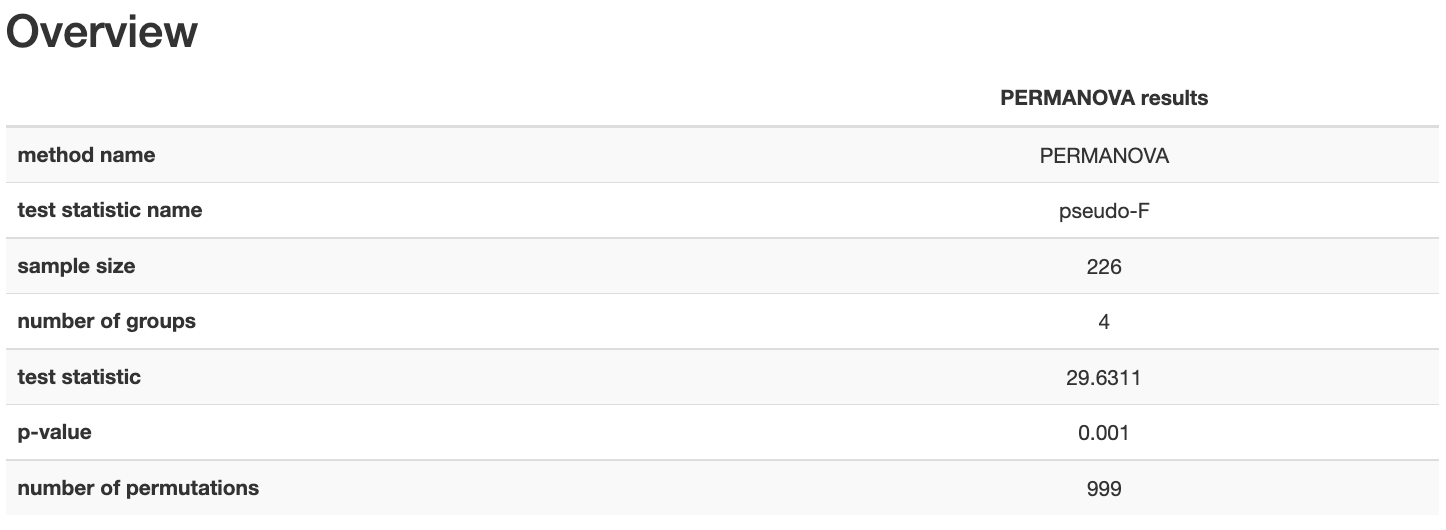 Overview
PERMANOVA results
method name PERMANOVA
test statistic name pseudo-F
sample size 226
number of groups 4
test statistic 29.6311
p-value 0.001
number of permutations 999